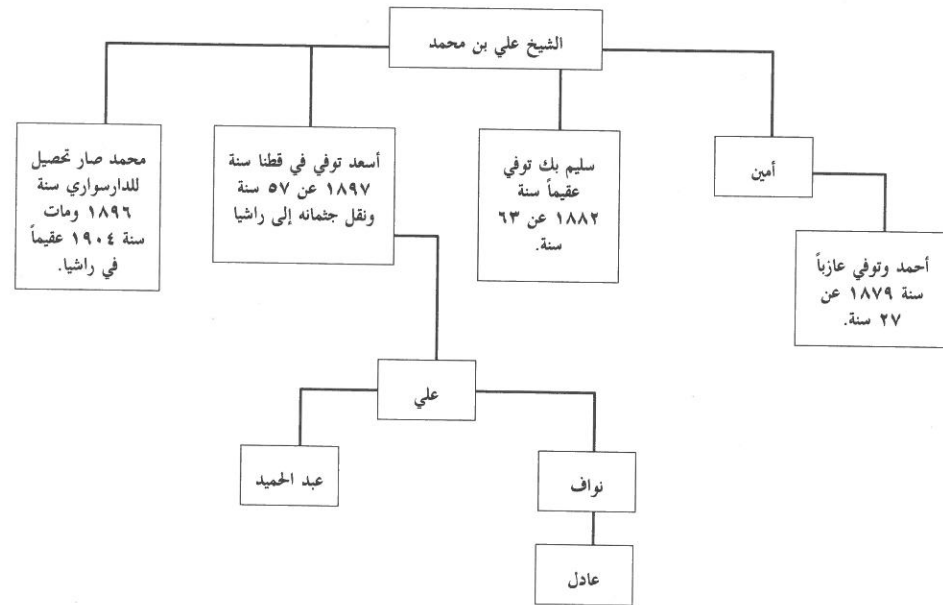 الشيخ علي بن محمد
أمين
سليم بك توفي
عقيماً سنة
١٨٨٢ عن ٦٣
سنة.
أسعد توفي في قطنا سنة
١٨٩٧ عن ٥٧ سنة
ونقل جثمانه إلى راشيا
محمد صار تحصيل
للدارسواري سنة
١٨٩٦ ومات
سنة ١٩٠٤ عقيماً
في راشيا.
أحمد وتوفي عازباً
سنة ١٨٧٩ عن
٢٧ سنة.
علي
نواف
عبد الحميد
عادل